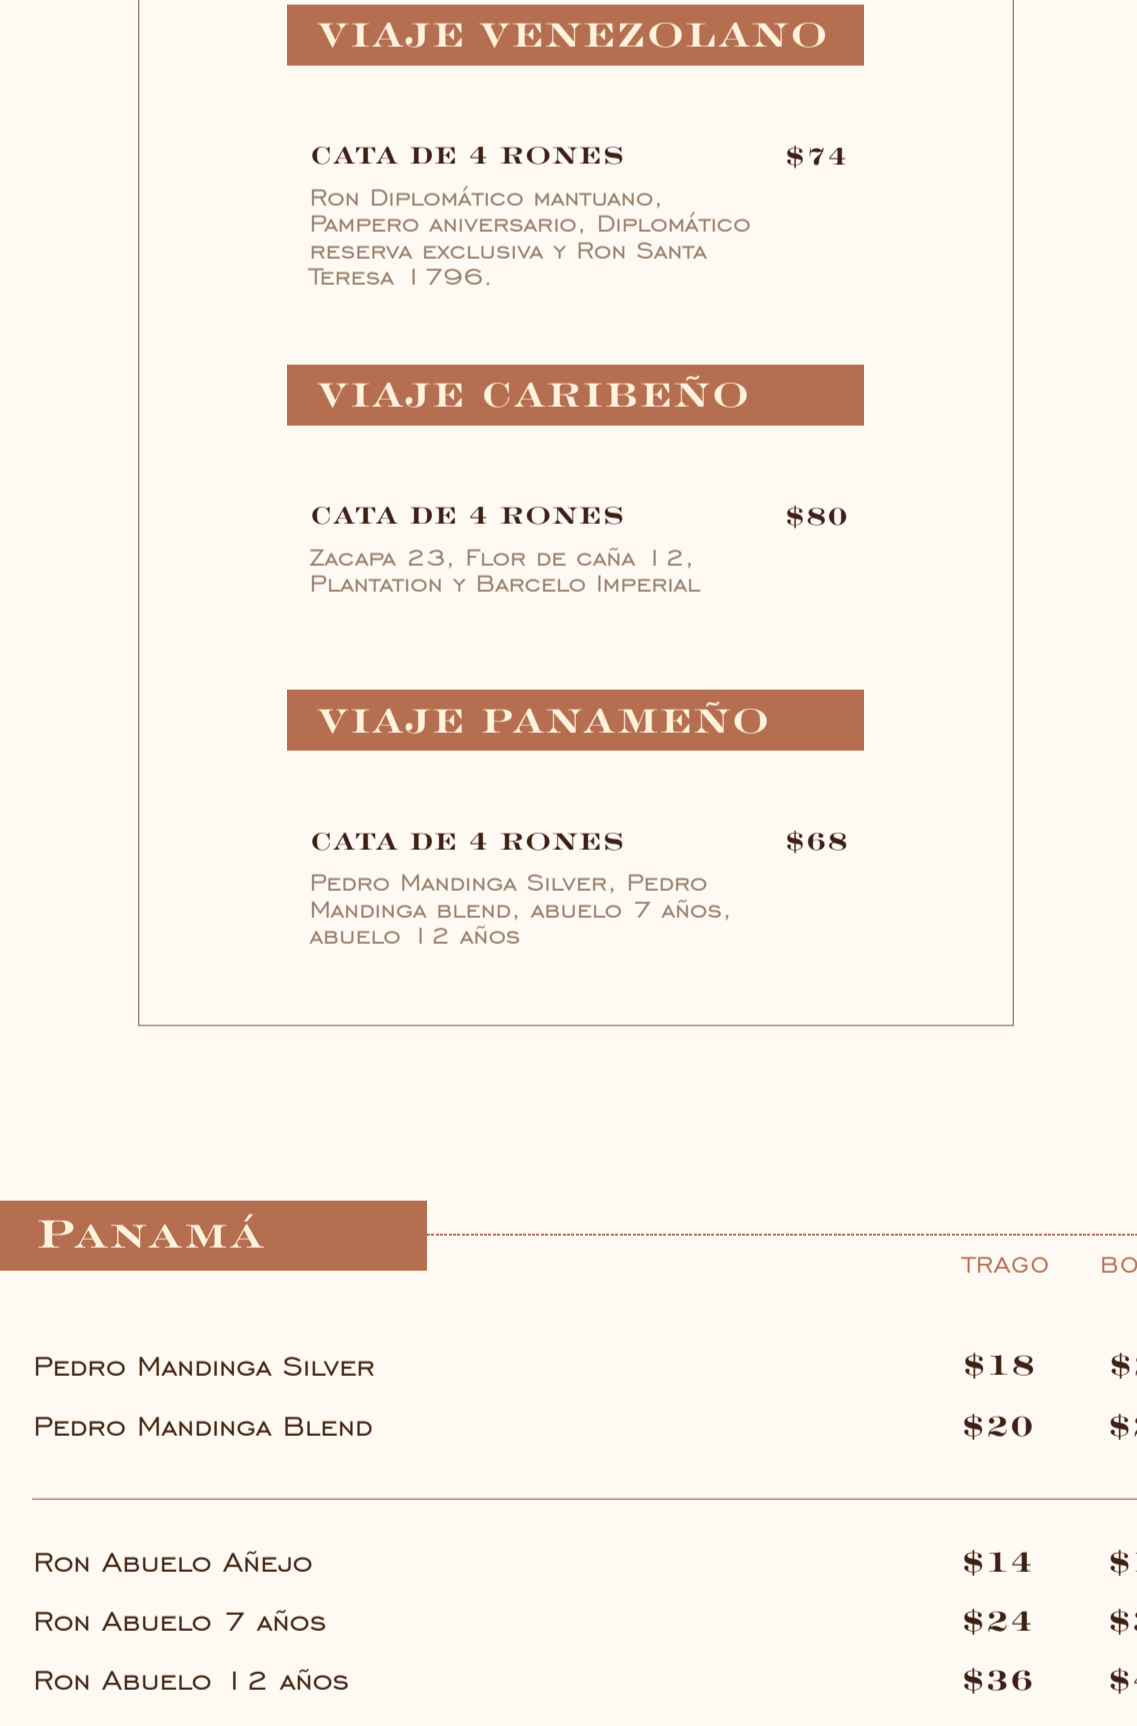 VIAJE VENEZOLANO
CATA DE 4 RONES $74
Ron Diplomático mantuano,
Pampero aniversario, Diplomático
reserva exclusiva y Ron Santa
Teresa 1796.
VIAJE CARIBEÑO
CATA DE 4 RONES $80
Zacapa 23, Flor de caña 12,
Plantation y Barcelo Imperial
VIAJE PANAMEÑO
CATA DE 4 RONES $68
Pedro Mandinga Silver, Pedro
Mandinga blend, abuelo 7 años,
abuelo 12 años
Panamá
TRAGO
Pedro Mandinga Silver $18
Pedro Mandinga Blend $20
Ron Abuelo Añejo $14
Ron Abuelo 7 años $24
Ron Abuelo 12 años $36